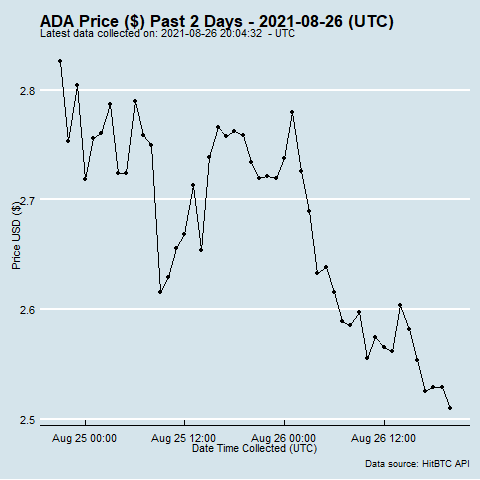 ADA Price ($) Past 2 Days - 2021-08-26 (UTC)
Latest data collected on: 2021-08-26 20:04:32 - UTC
2.8
2.7
2.6
2.5
Price USD ($)
Aug 25 00:00
Aug 25 12:00
Aug 26 00:00
Aug 26 12:00
Date Time Collected (UTC)
Data source: HitBTC API